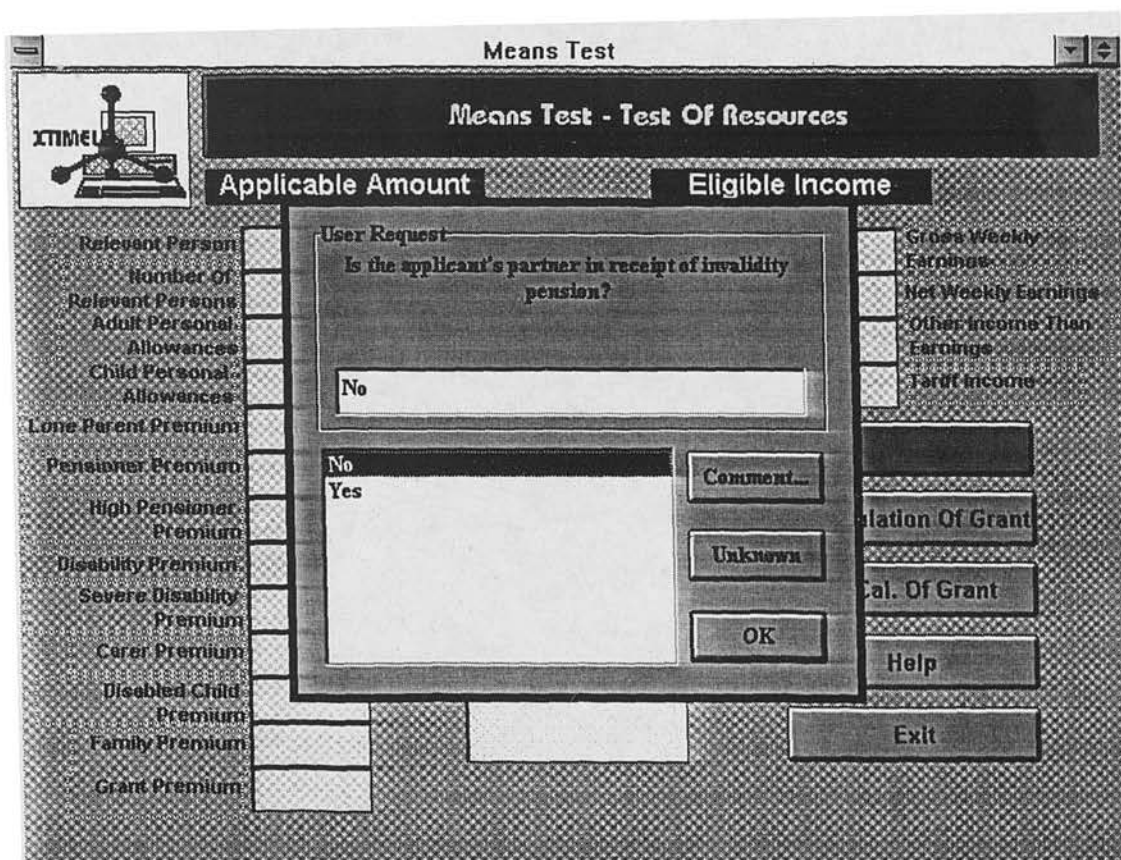 Means Test
XTIMEL
Means Test - Test Of Resources
Applicable Amount
Eligible Income
Relevant Person
Number Of
Relevant Persons
Adult Personal
Allowances
Child Personal
Allowances
Lone Parent Premium
Pensioner Premium
High Pensioner
Premium
Disability Premium
Severe Disability
Premium
Carer Premium
Disabled Child
Premium
Family Premium
Grant Premium
User Request
Is the applicant's partner in receipt of invalidity
pension?
No
No
Yes
Comment...
Unknown
OK
Gross Weekly
Earnings
Net Weekly Earnings
Other Income Than
Earnings
Tariff Income
lation Of Grant
Cal. Of Grant
Help
Exit